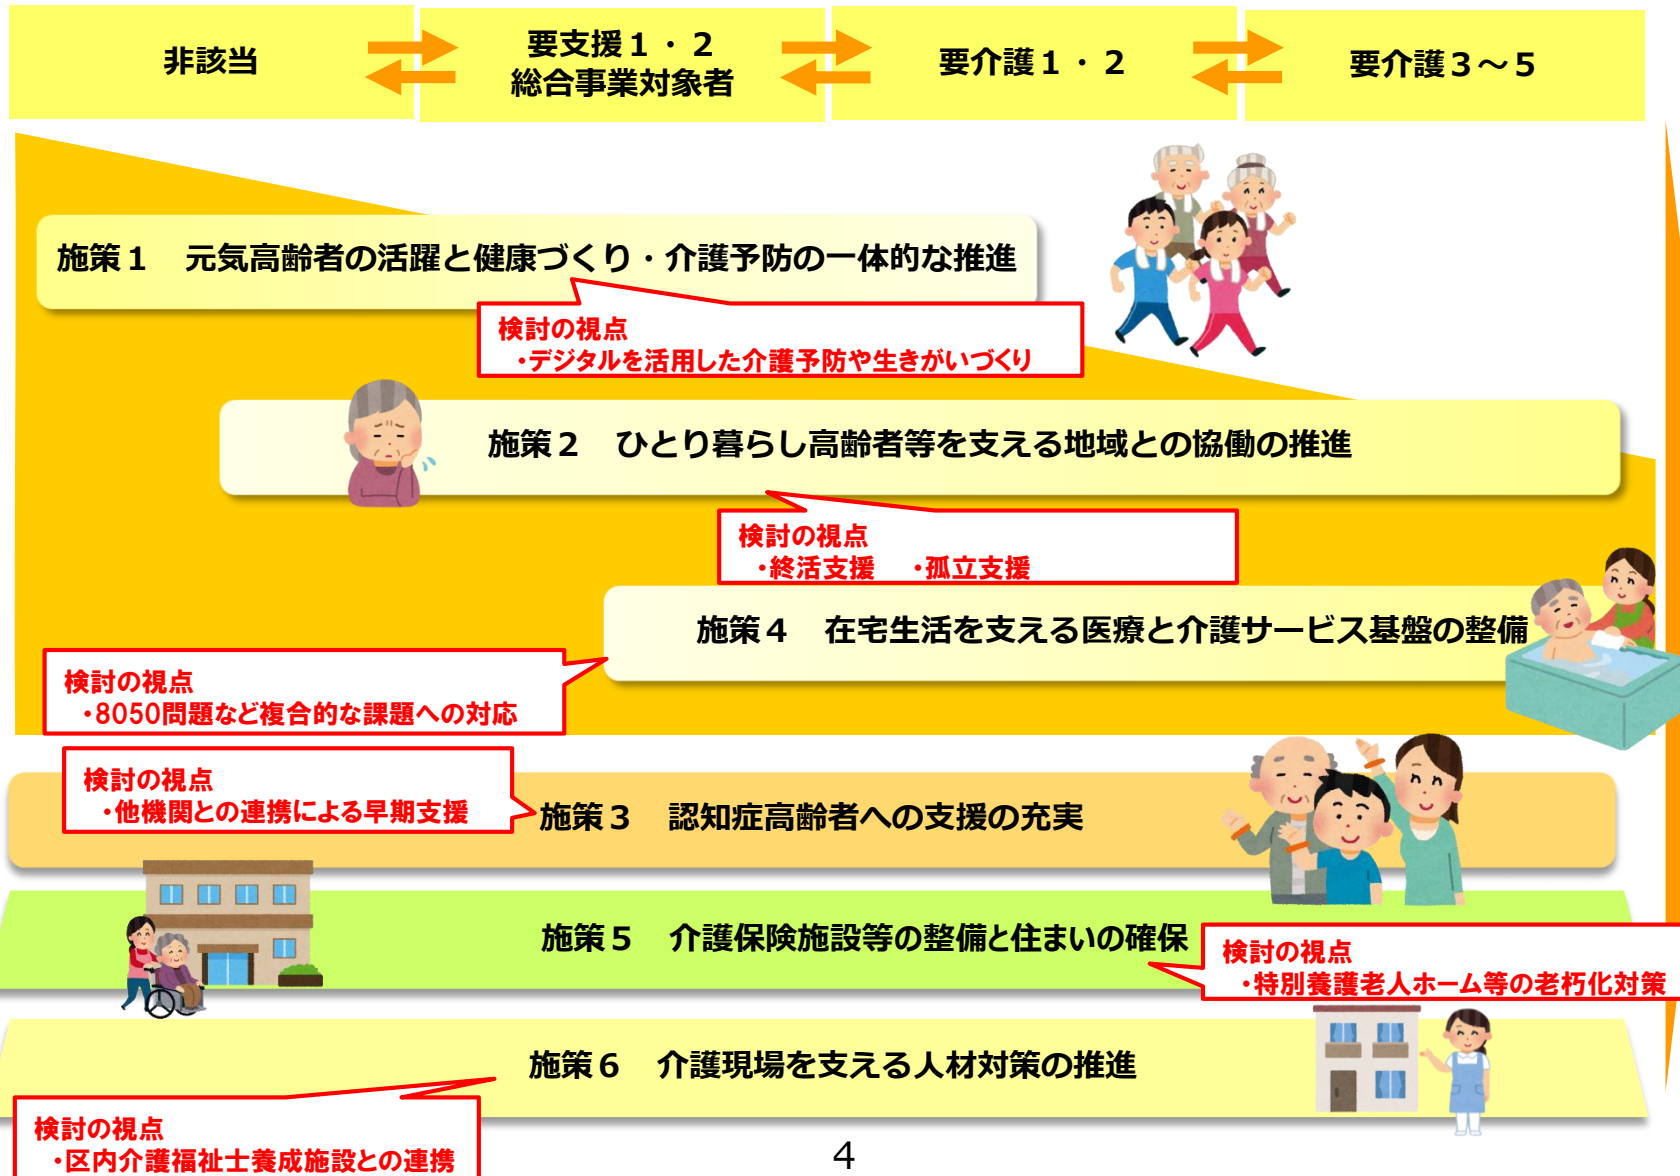 非該当
要支援１・２
総合事業対象者
要介護１・２
要介護３～５
施策１　元気高齢者の活躍と健康づくり・介護予防の一体的な推進
検討の視点
・デジタルを活用した介護予防や生きがいづくり
施策２　ひとり暮らし高齢者等を支える地域との協働の推進
検討の視点
・終活支援　・孤立支援
施策４　在宅生活を支える医療と介護サービス基盤の整備
検討の視点
・8050問題など複合的な課題への対応
検討の視点
・他機関との連携による早期支援
施策３　認知症高齢者への支援の充実
施策５　介護保険施設等の整備と住まいの確保
検討の視点
・特別養護老人ホーム等の老朽化対策
施策６　介護現場を支える人材対策の推進
検討の視点
・区内介護福祉士養成施設との連携
4